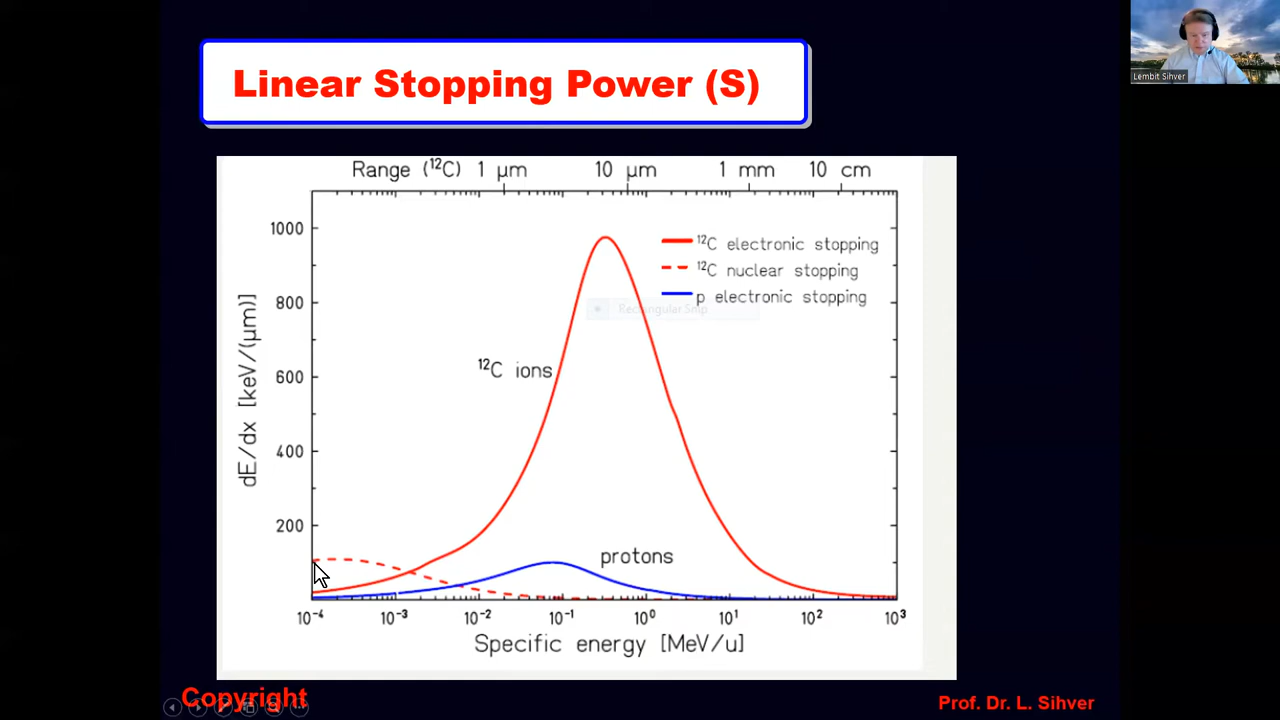 Linear Stopping Power (S)
Lembit Sihver
Range (¹²C) 1 μm 10 μm 1 mm 10 cm
1000
800
600
400
200
dE/dx [keV/(μm)]
¹²C electronic stopping
¹²C nuclear stopping
p electronic stopping
Rectangular Snip
¹²C ions
protons
10⁻⁴ 10⁻³ 10⁻² 10⁻¹ 10⁰ 10¹ 10² 10³
Specific energy [MeV/u]
Copyright
Prof. Dr. L. Sihver